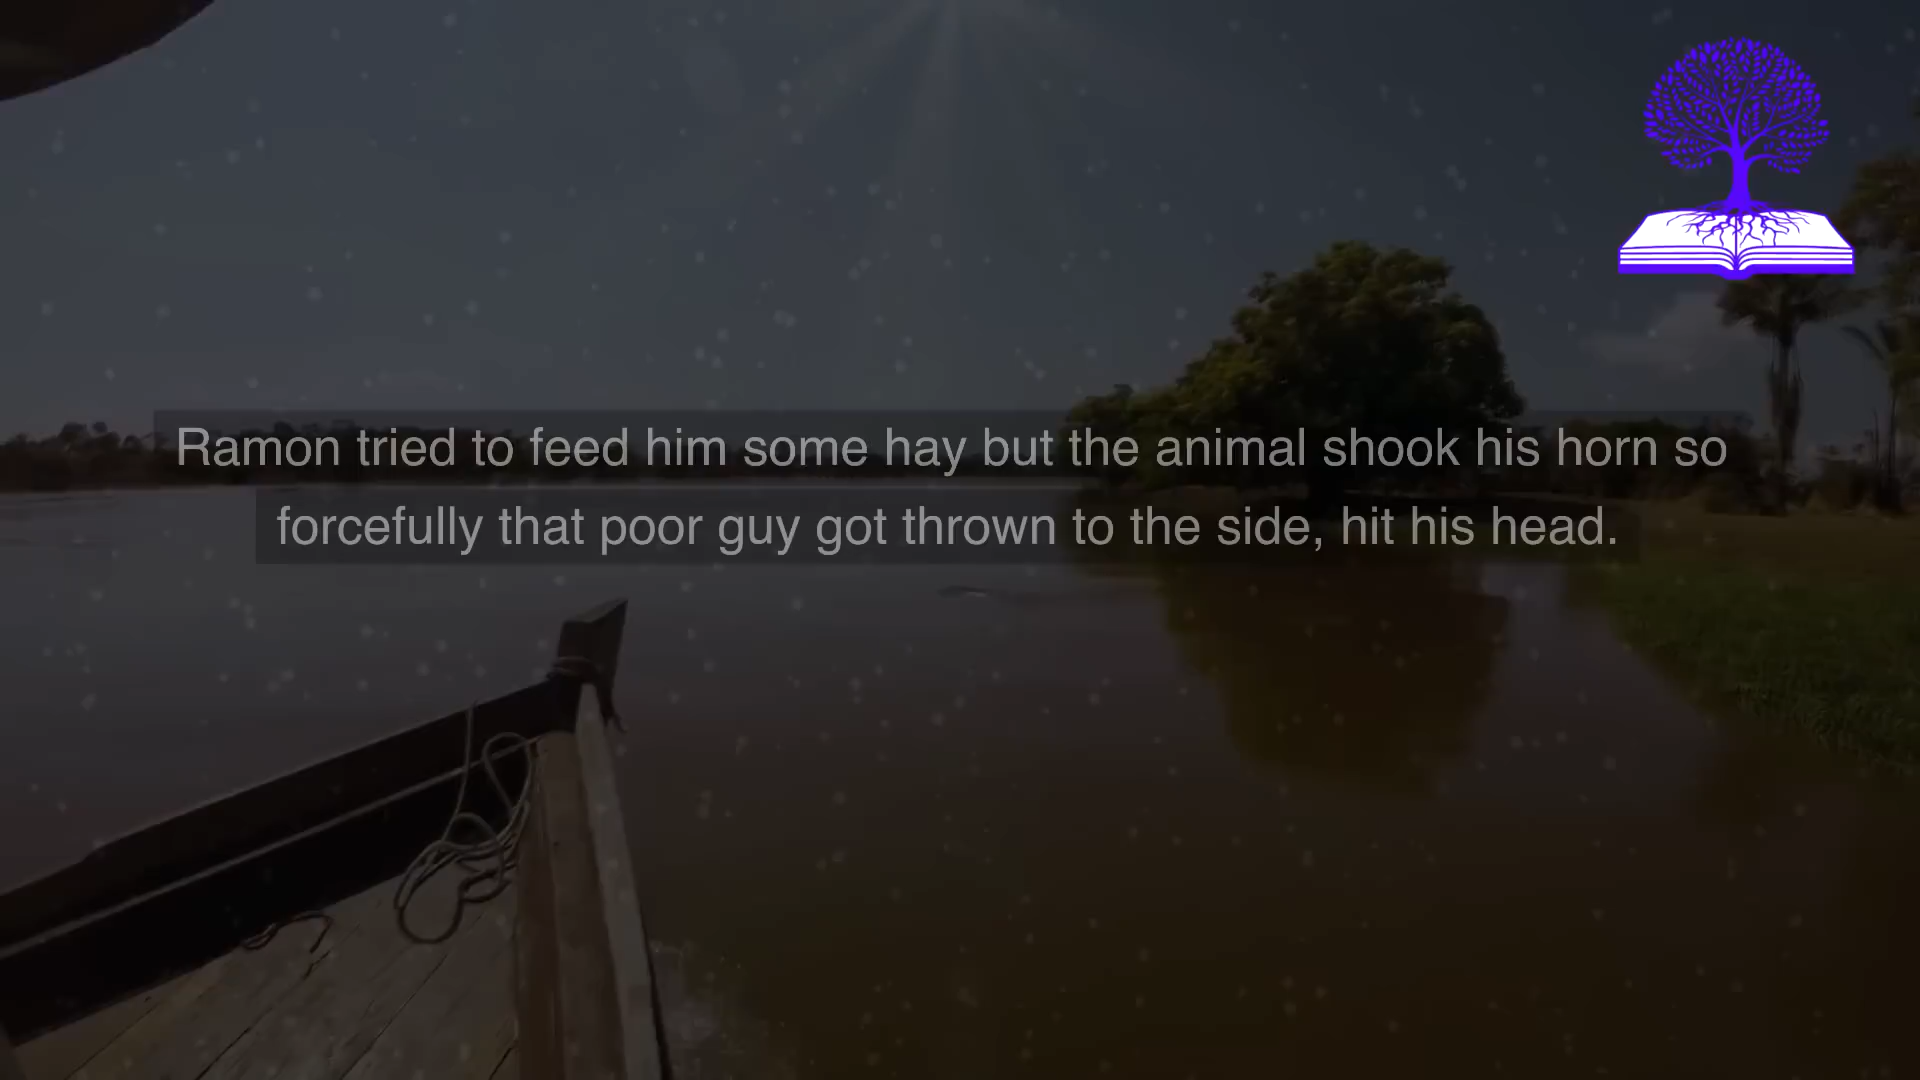 Ramon tried to feed him some hay but the animal shook his horn so
forcefully that poor guy got thrown to the side, hit his head.